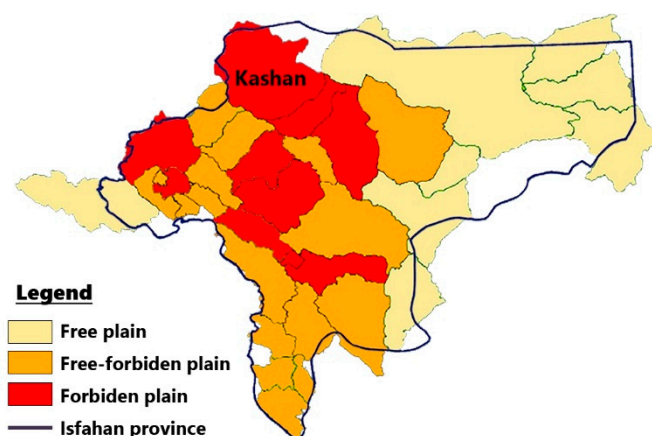 Kashan
Legend
Free plain
Free-forbiden plain
Forbiden plain
Isfahan province